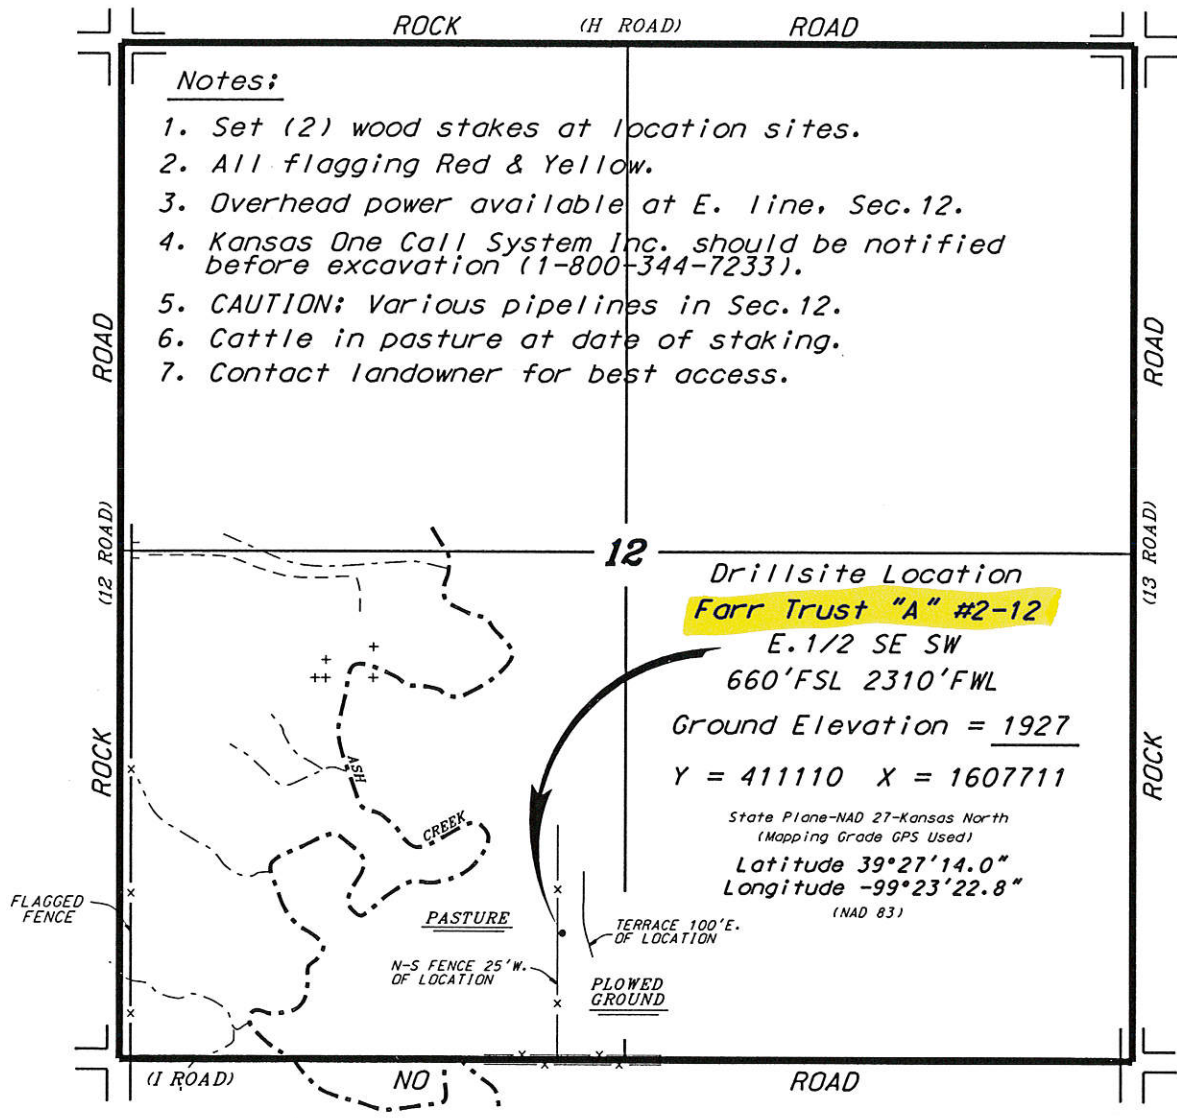 ROCK (H ROAD) ROAD
Notes:
1. Set (2) wood stakes at location sites.
2. All flagging Red & Yellow.
3. Overhead power available at E. line, Sec.12.
4. Kansas One Call System Inc. should be notified
before excavation (1-800-344-7233).
5. CAUTION: Various pipelines in Sec.12.
6. Cattle in pasture at date of staking.
7. Contact landowner for best access.
ROAD
(12 ROAD)
ROCK
ROAD
(13 ROAD)
ROCK
12
Drillsite Location
Farr Trust "A" #2-12
E.1/2 SE SW
660'FSL 2310'FWL
Ground Elevation = 1927
Y = 411110 X = 1607711
State Plane-NAD 27-Kansas North
(Mapping Grade GPS Used)
Latitude 39°27'14.0"
Longitude -99°23'22.8"
(NAD 83)
ASH
CREEK
FLAGGED
FENCE
PASTURE
TERRACE 100'E.
OF LOCATION
N-S FENCE 25'W.
OF LOCATION
PLOWED
GROUND
(I ROAD) NO ROAD